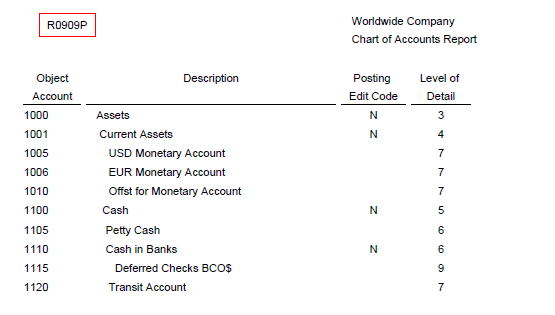 R0909P
Worldwide Company
Chart of Accounts Report
Object Account Description Posting Edit Code Level of Detail
1000 Assets N 3
1001 Current Assets N 4
1005 USD Monetary Account 7
1006 EUR Monetary Account 7
1010 Offst for Monetary Account 7
1100 Cash N 5
1105 Petty Cash 6
1110 Cash in Banks N 6
1115 Deferred Checks BCO$ 9
1120 Transit Account 7